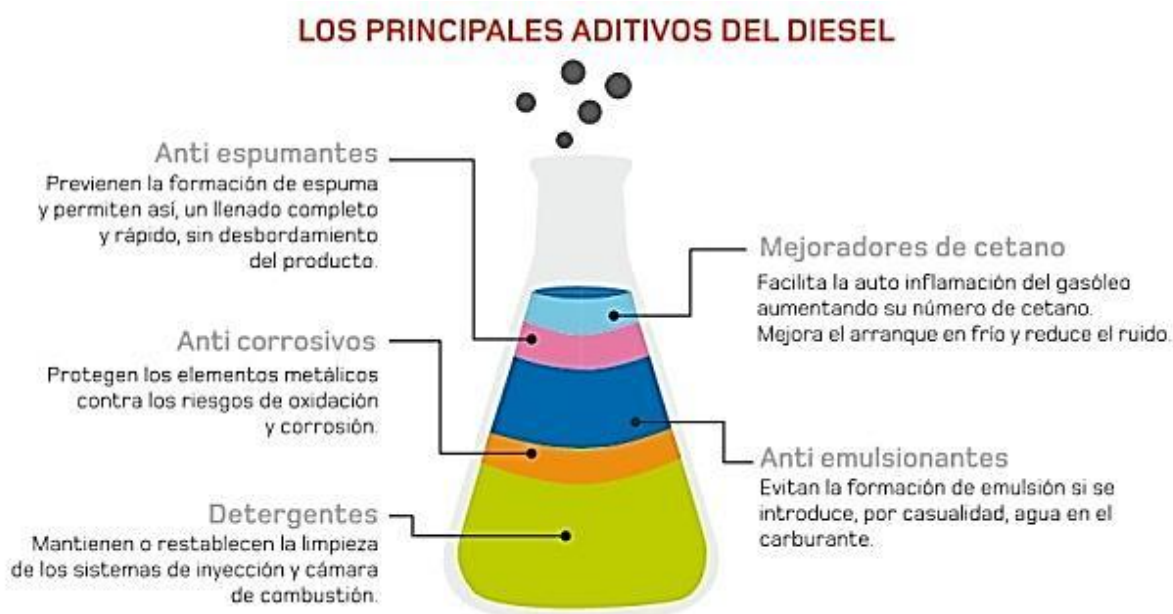 LOS PRINCIPALES ADITIVOS DEL DIESEL
Anti espumantes
Previenen la formación de espuma
y permiten así, un llenado completo
y rápido, sin desbordamiento
del producto.
Mejoradores de cetano
Facilita la auto inflamación del gasóleo
aumentando su número de cetano.
Mejora el arranque en frío y reduce el ruido.
Anti corrosivos
Protegen los elementos metálicos
contra los riesgos de oxidación
y corrosión.
Anti emulsionantes
Evitan la formación de emulsión si se
introduce, por casualidad, agua en el
carburante.
Detergentes
Mantienen o restablecen la limpieza
de los sistemas de inyección y cámara
de combustión.